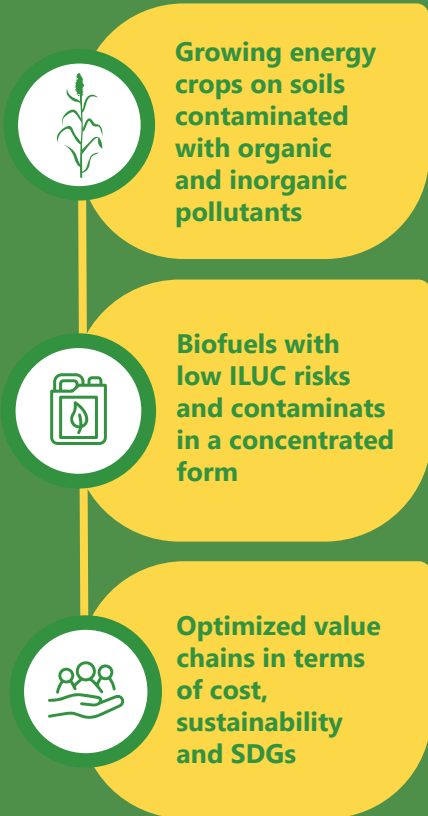 Growing energy
crops on soils
contaminated
with organic
and inorganic
pollutants
Biofuels with
low ILUC risks
and contaminats
in a concentrated
form
Optimized value
chains in terms
of cost,
sustainability
and SDGs